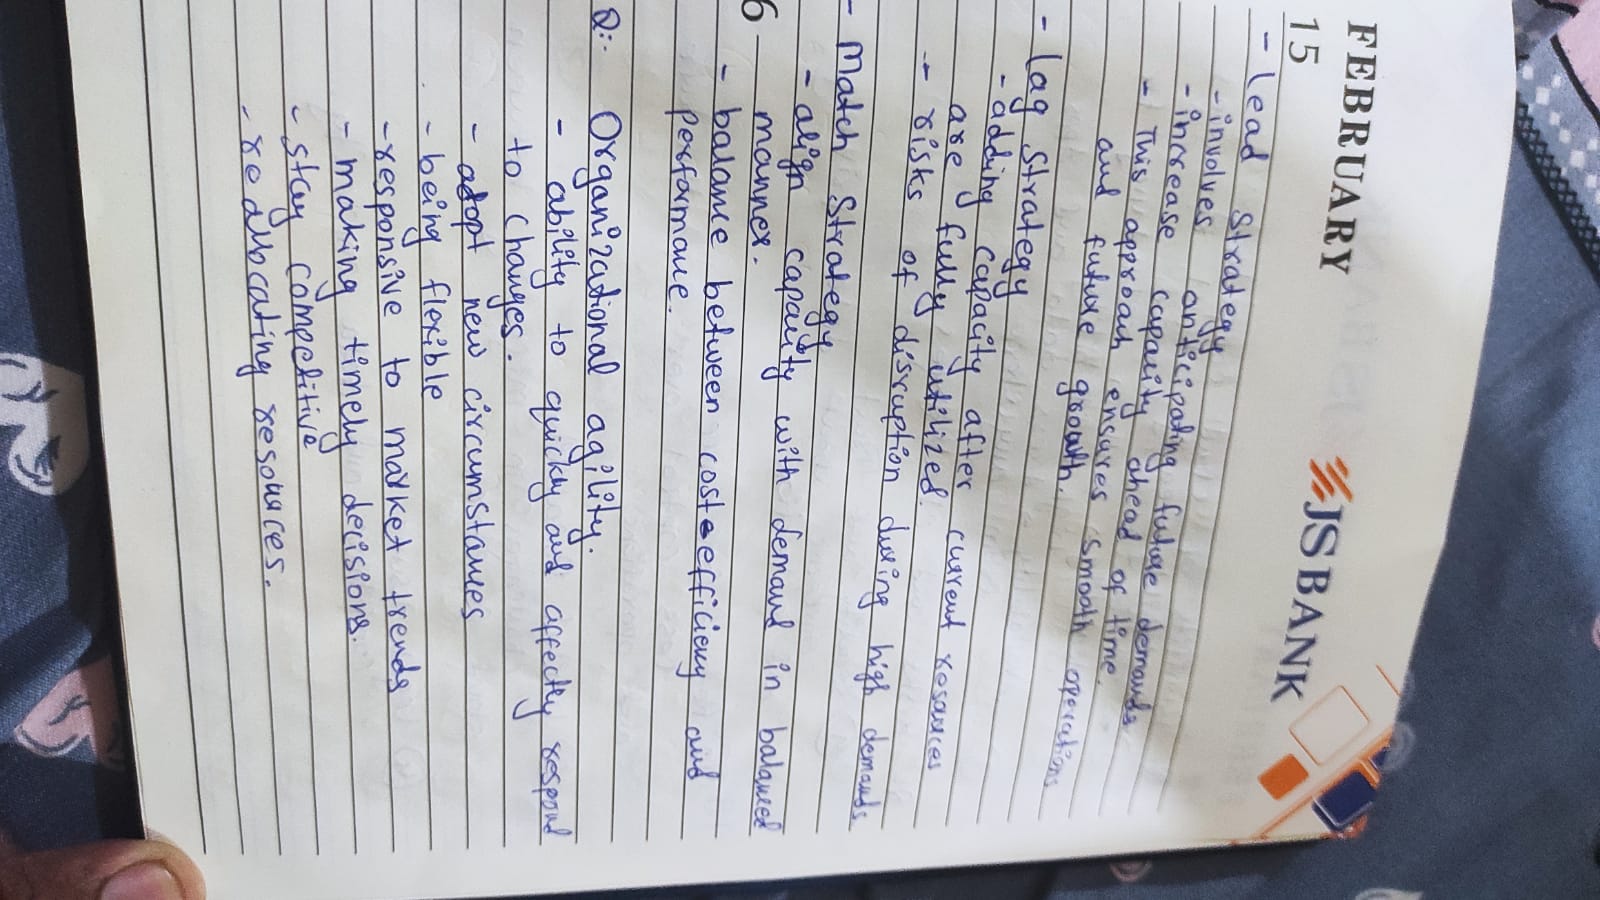 FEBRUARY
JS BANK
15
- Lead Strategy
- involves anticipating future demands
- increase capacity ahead of time.
- This approach ensures smooth operations
and future growth.
- Lag Strategy
- adding capacity after current resources
are fully utilized.
- risks of disruption during high demands
- Match Strategy
- align capacity with demand in balanced
6
manner.
- balance between cost-efficiency and
performance.
Q:- Organizational agility.
- ability to quickly and affectly respond
to changes.
- adopt new circumstances
- being flexible
- responsive to market trends
- making timely decisions.
- stay competitive
- reallocating resources.